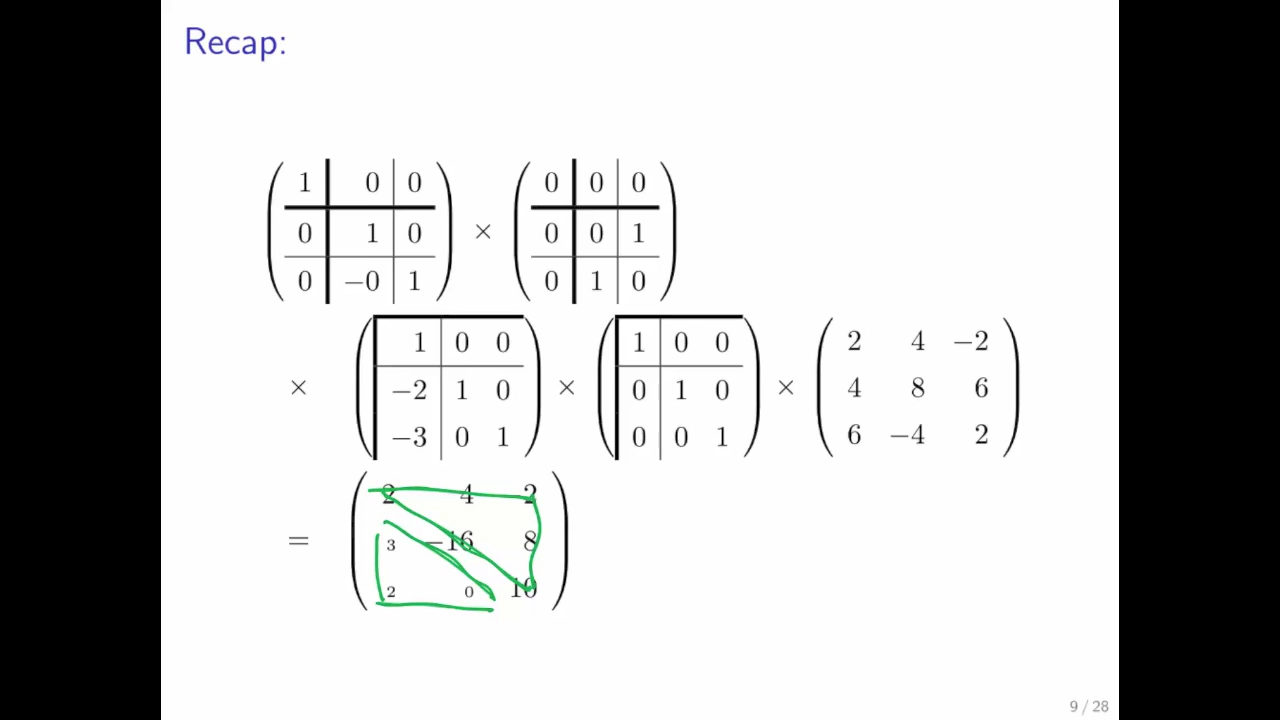 Recap:
1 0 0 0 0 0
0 1 0 × 0 0 1
0 −0 1 0 1 0
1 0 0 1 0 0 2 4 −2
× −2 1 0 × 0 1 0 × 4 8 6
−3 0 1 0 0 1 6 −4 2
2 4 2
= 3 −16 8
2 0 10
9 / 28